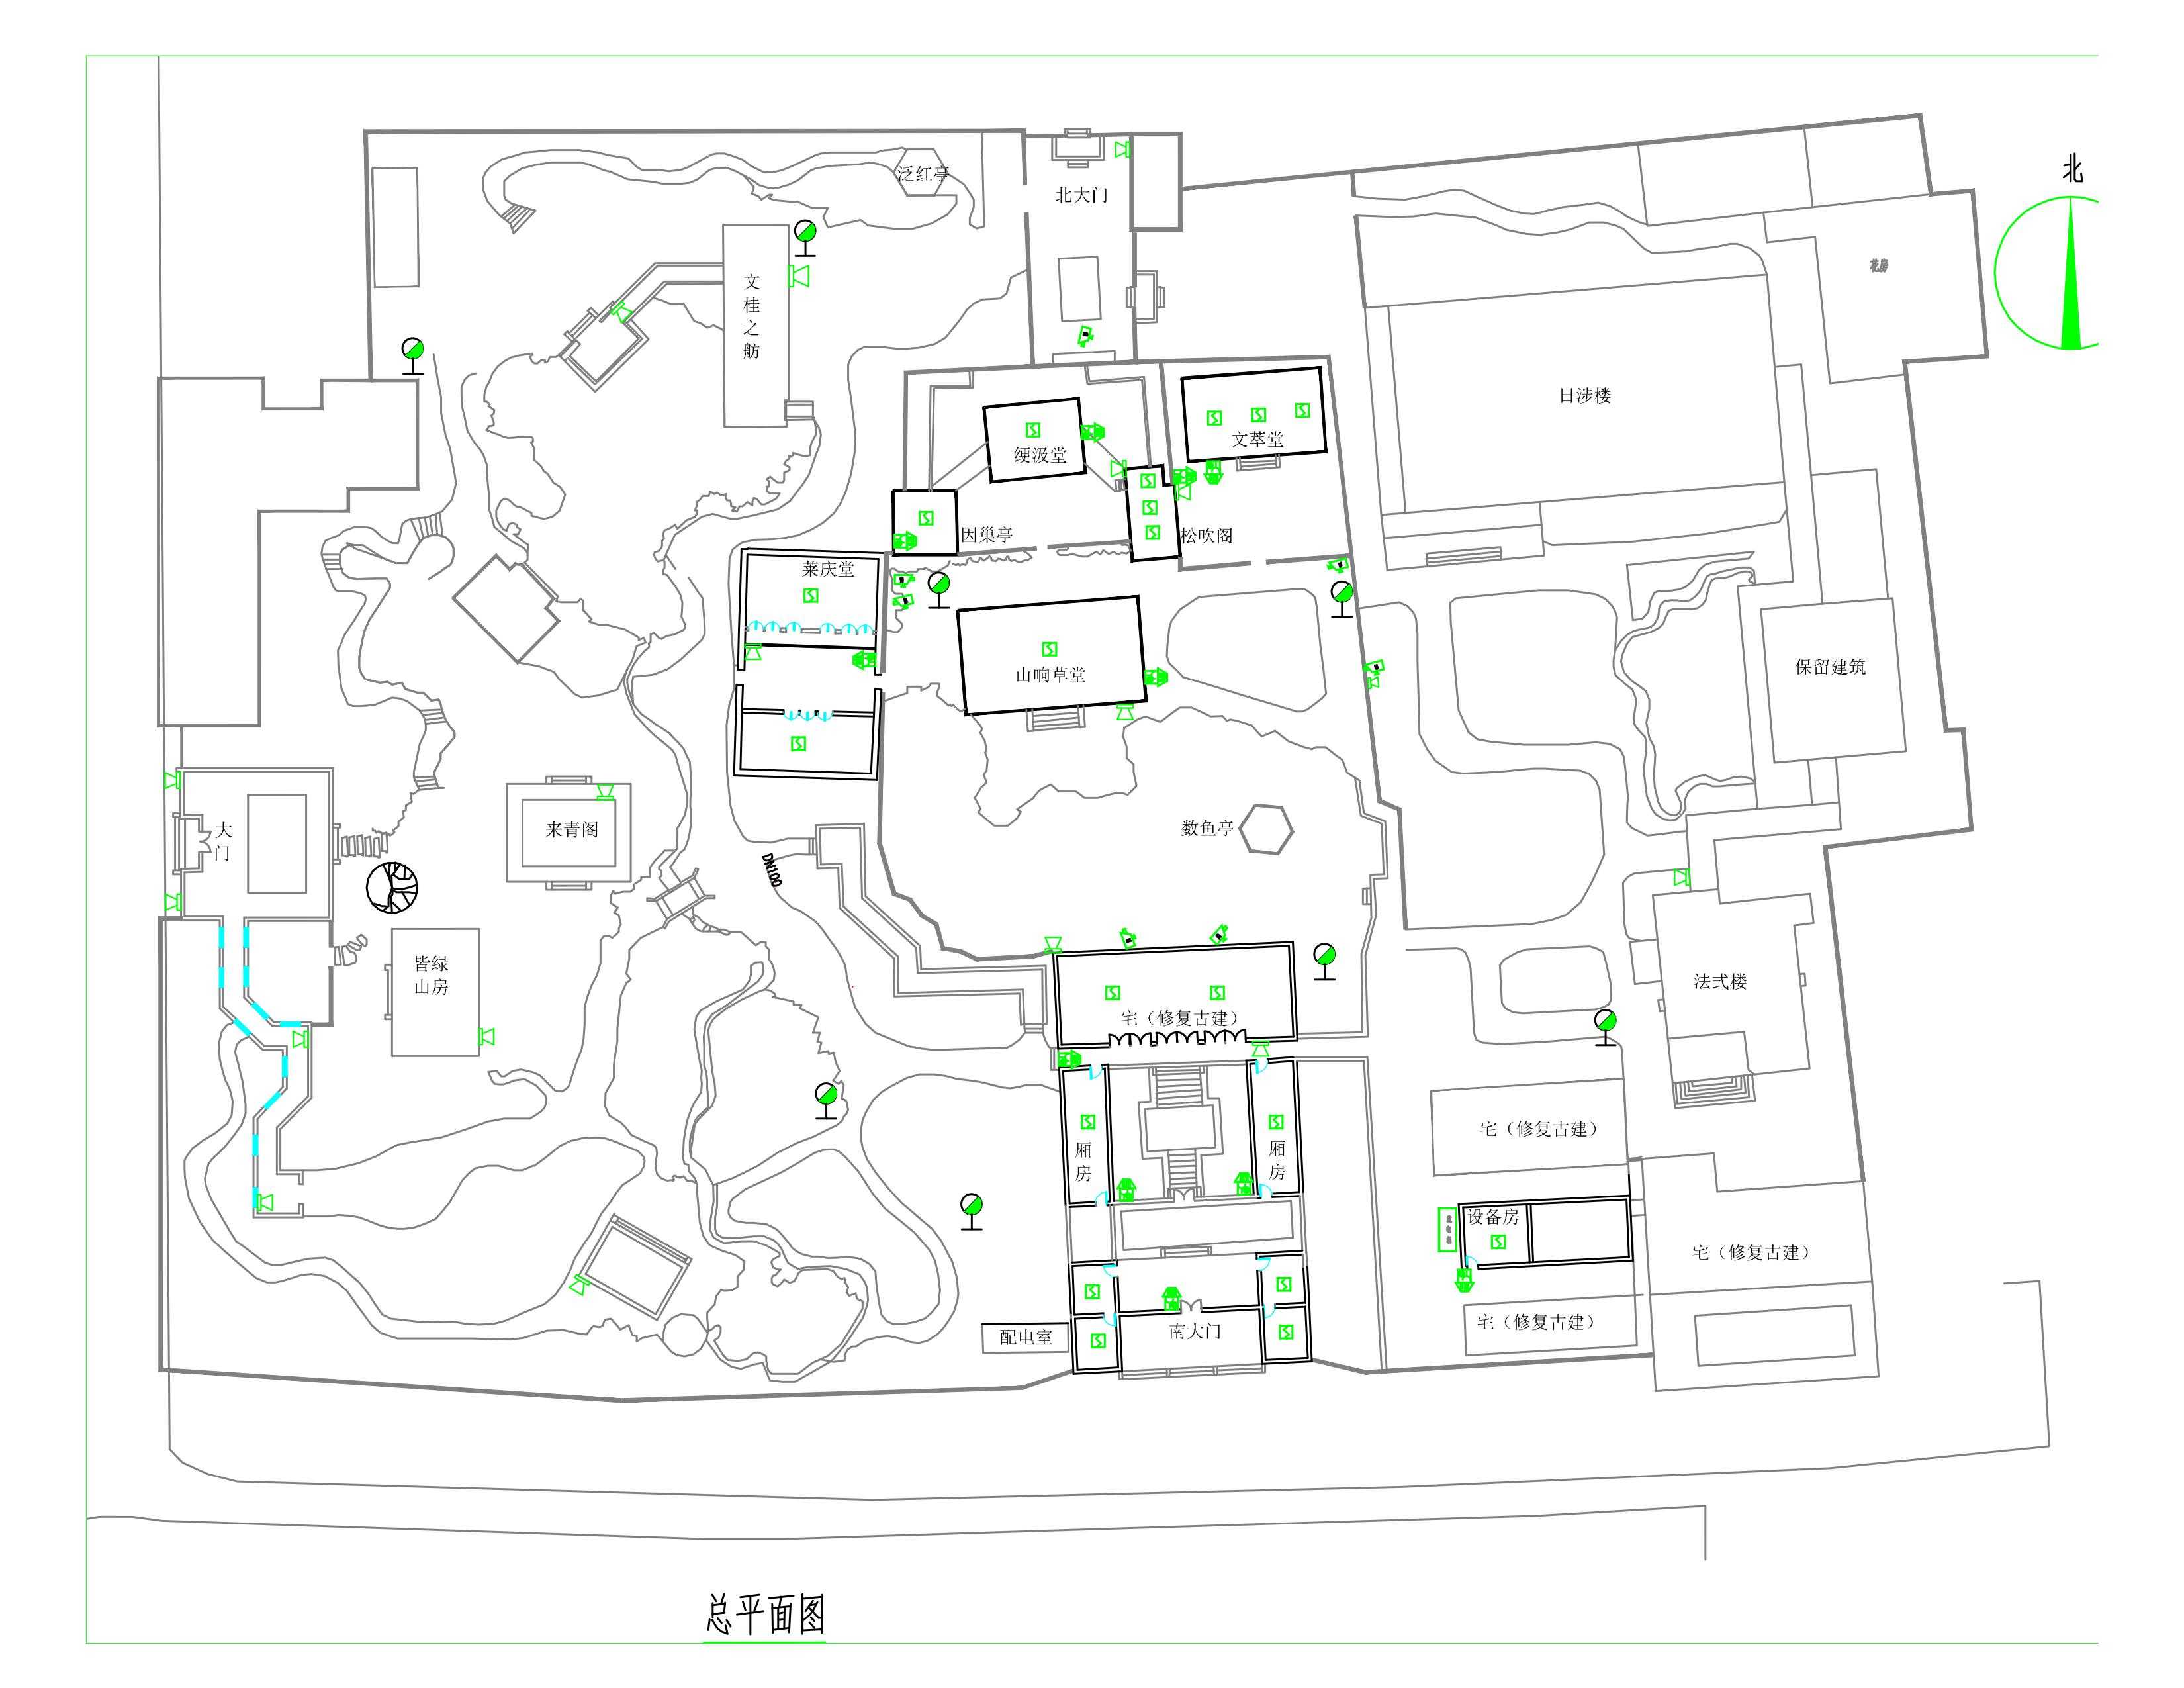 北
泛红亭
北大门
文
桂
之
舫
花房
日涉楼
文萃堂
绠汲堂
因巢亭
松吹阁
莱庆堂
山响草堂
保留建筑
大
门
来青阁
数鱼亭
DN100
皆绿
山房
法式楼
宅（修复古建）
宅（修复古建）
厢
房
厢
房
设备房
宅（修复古建）
宅（修复古建）
南大门
配电室
总平面图